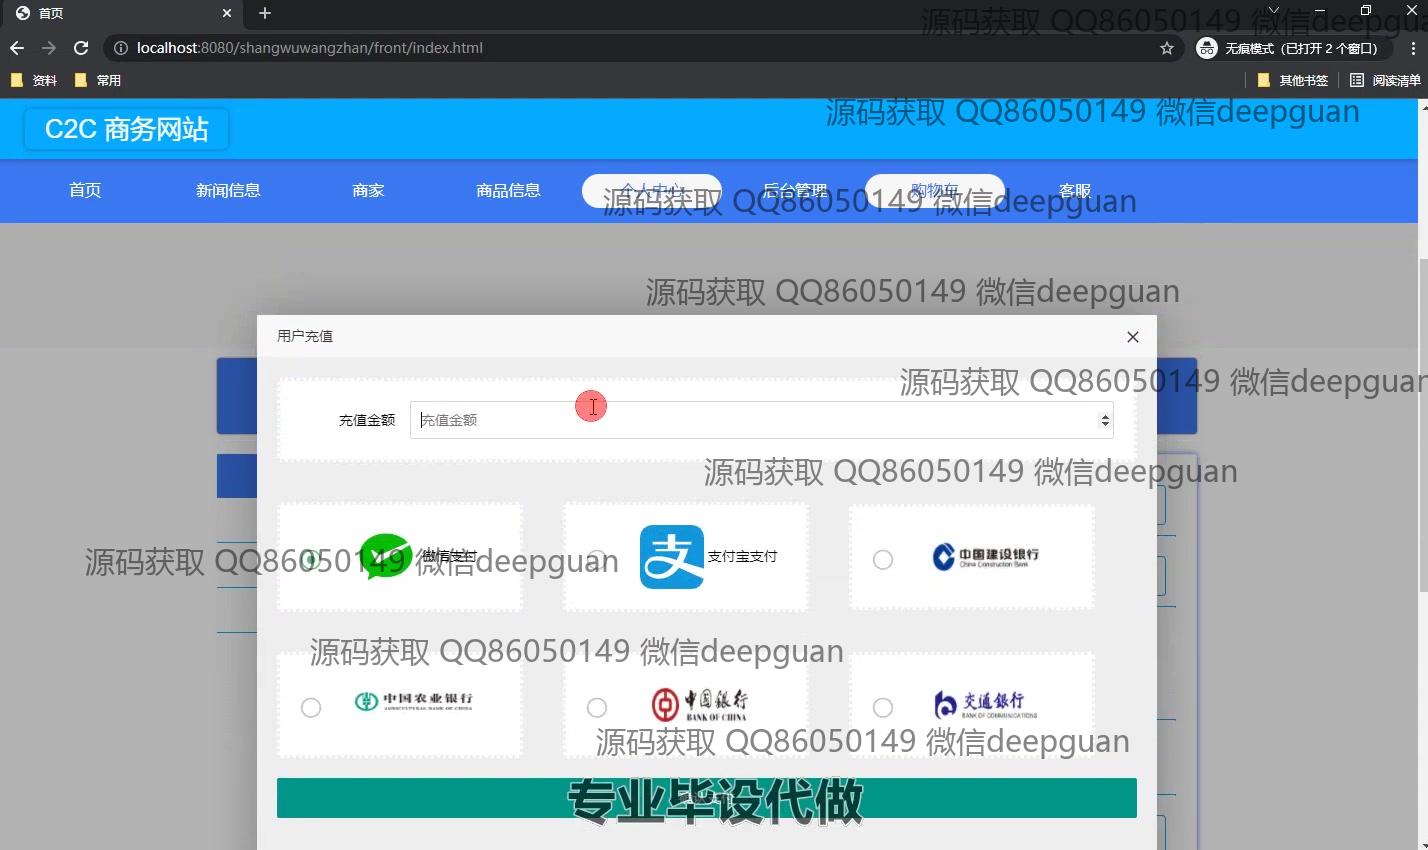 首页
源码获取 QQ86050149 微信deepgua
localhost:8080/shangwuwangzhan/front/index.html
无痕模式（已打开 2 个窗口）
资料
常用
其他书签
阅读清单
C2C 商务网站
源码获取 QQ86050149 微信deepguan
首页
新闻信息
商家
商品信息
个人中心
后台管理
购物车
客服
源码获取 QQ86050149 微信deepguan
源码获取 QQ86050149 微信deepguan
用户充值
源码获取 QQ86050149 微信deepguan
充值金额
充值金额
源码获取 QQ86050149 微信deepguan
微信支付
支付宝支付
中国建设银行
China Construction Bank
源码获取 QQ86050149 微信deepguan
源码获取 QQ86050149 微信deepguan
中国农业银行
AGRICULTURAL BANK OF CHINA
中国银行
BANK OF CHINA
交通银行
BANK OF COMMUNICATIONS
源码获取 QQ86050149 微信deepguan
专业毕设代做